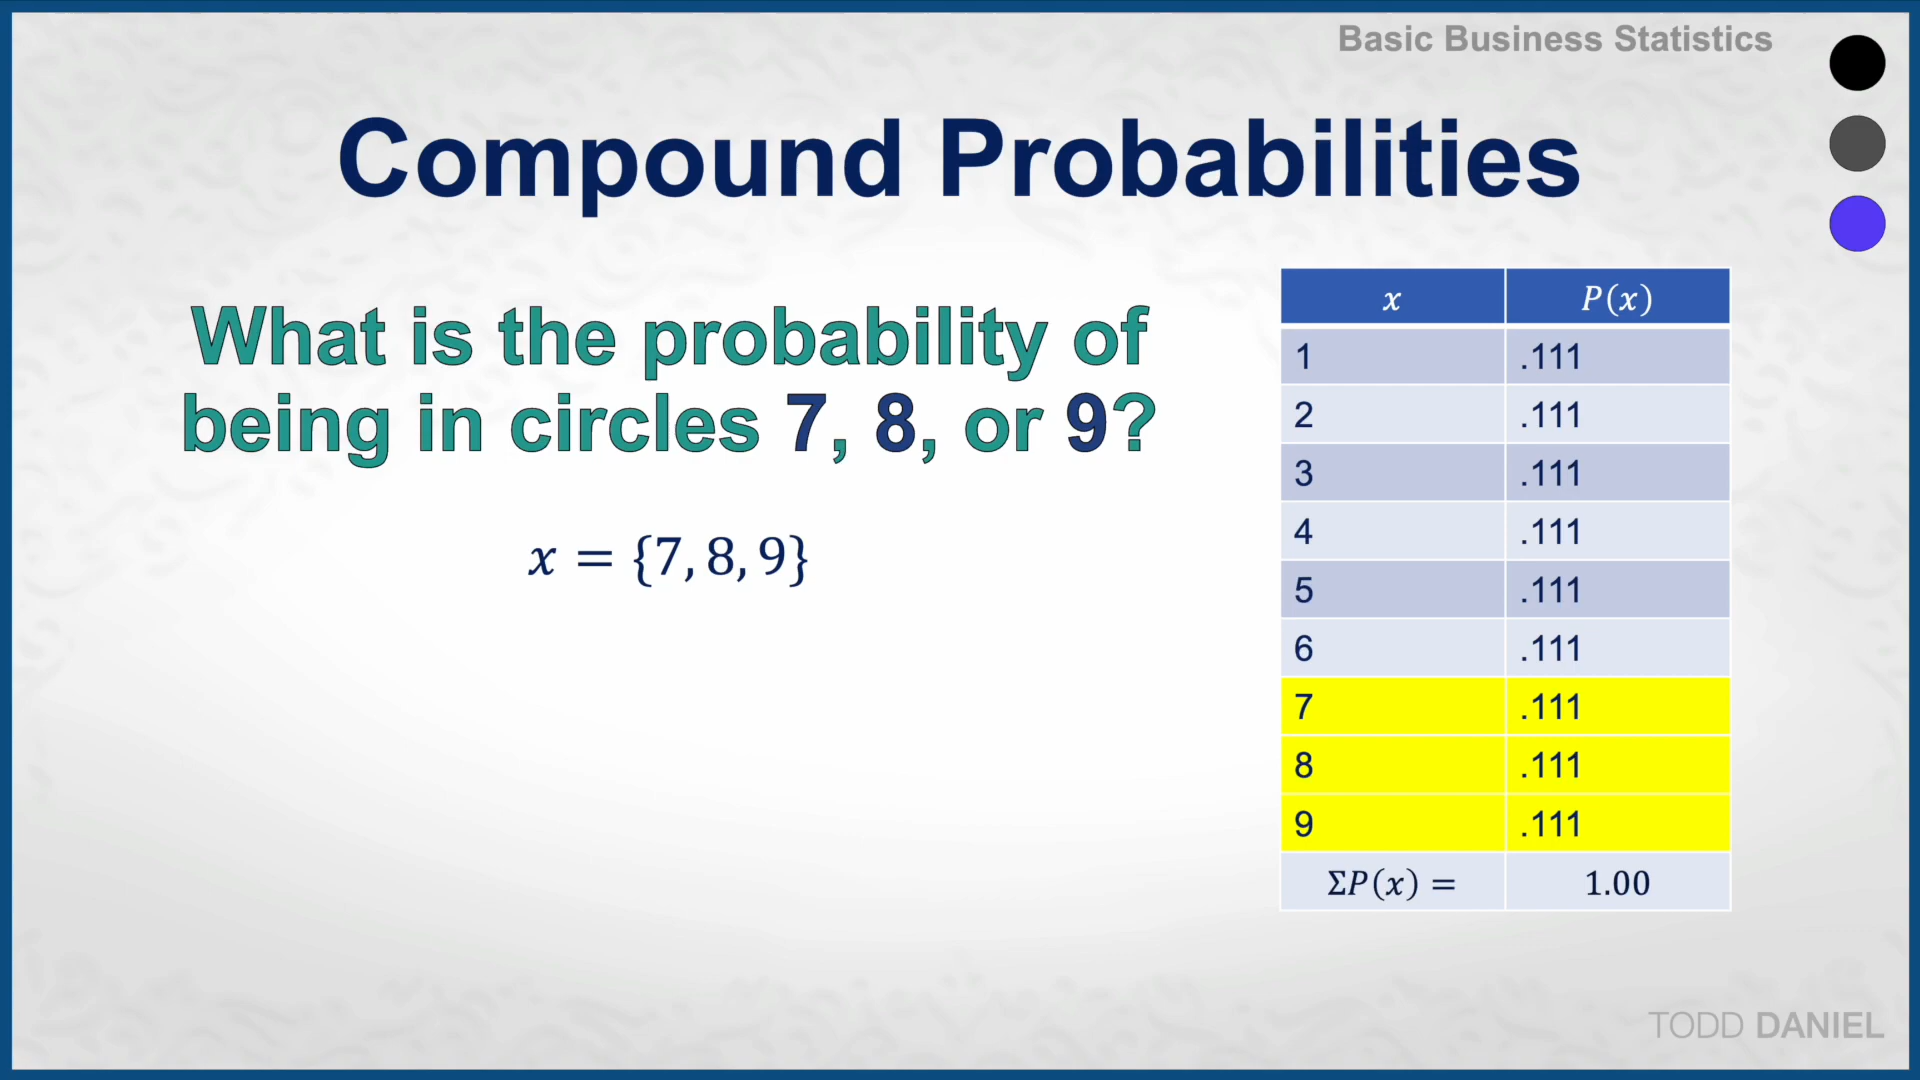 Basic Business Statistics
Compound Probabilities
What is the probability of
being in circles 7, 8, or 9?
x = {7, 8, 9}
x P(x)
1 .111
2 .111
3 .111
4 .111
5 .111
6 .111
7 .111
8 .111
9 .111
ΣP(x) = 1.00
TODD DANIEL